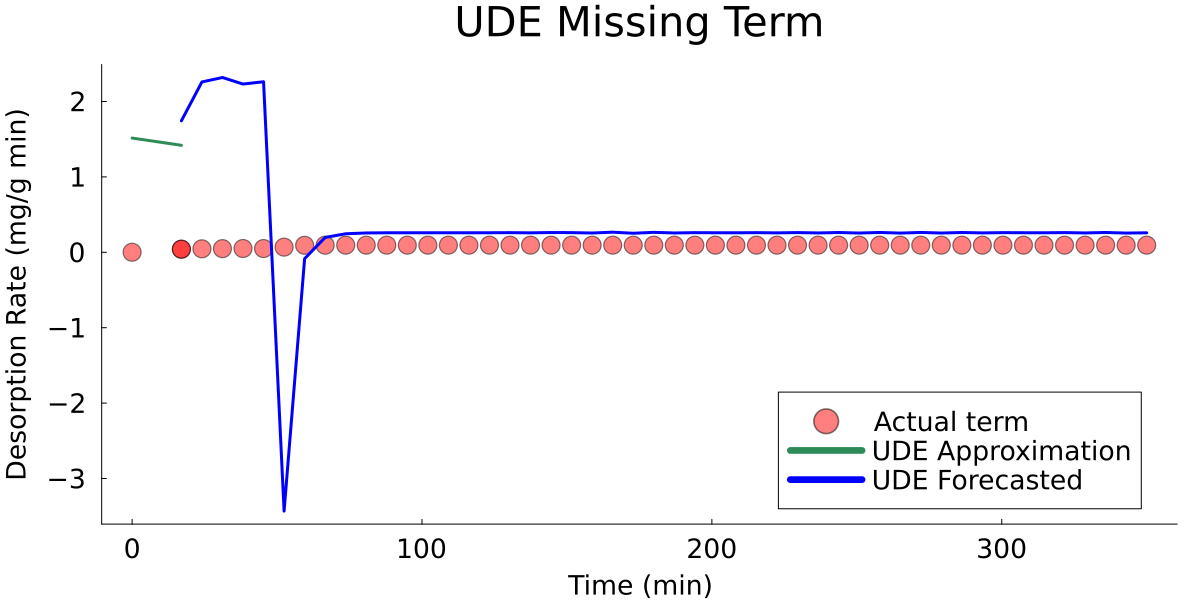 UDE Missing Term
Desorption Rate (mg/g min)
2
1
0
−1
−2
−3
Actual term
UDE Approximation
UDE Forecasted
0 100 200 300
Time (min)